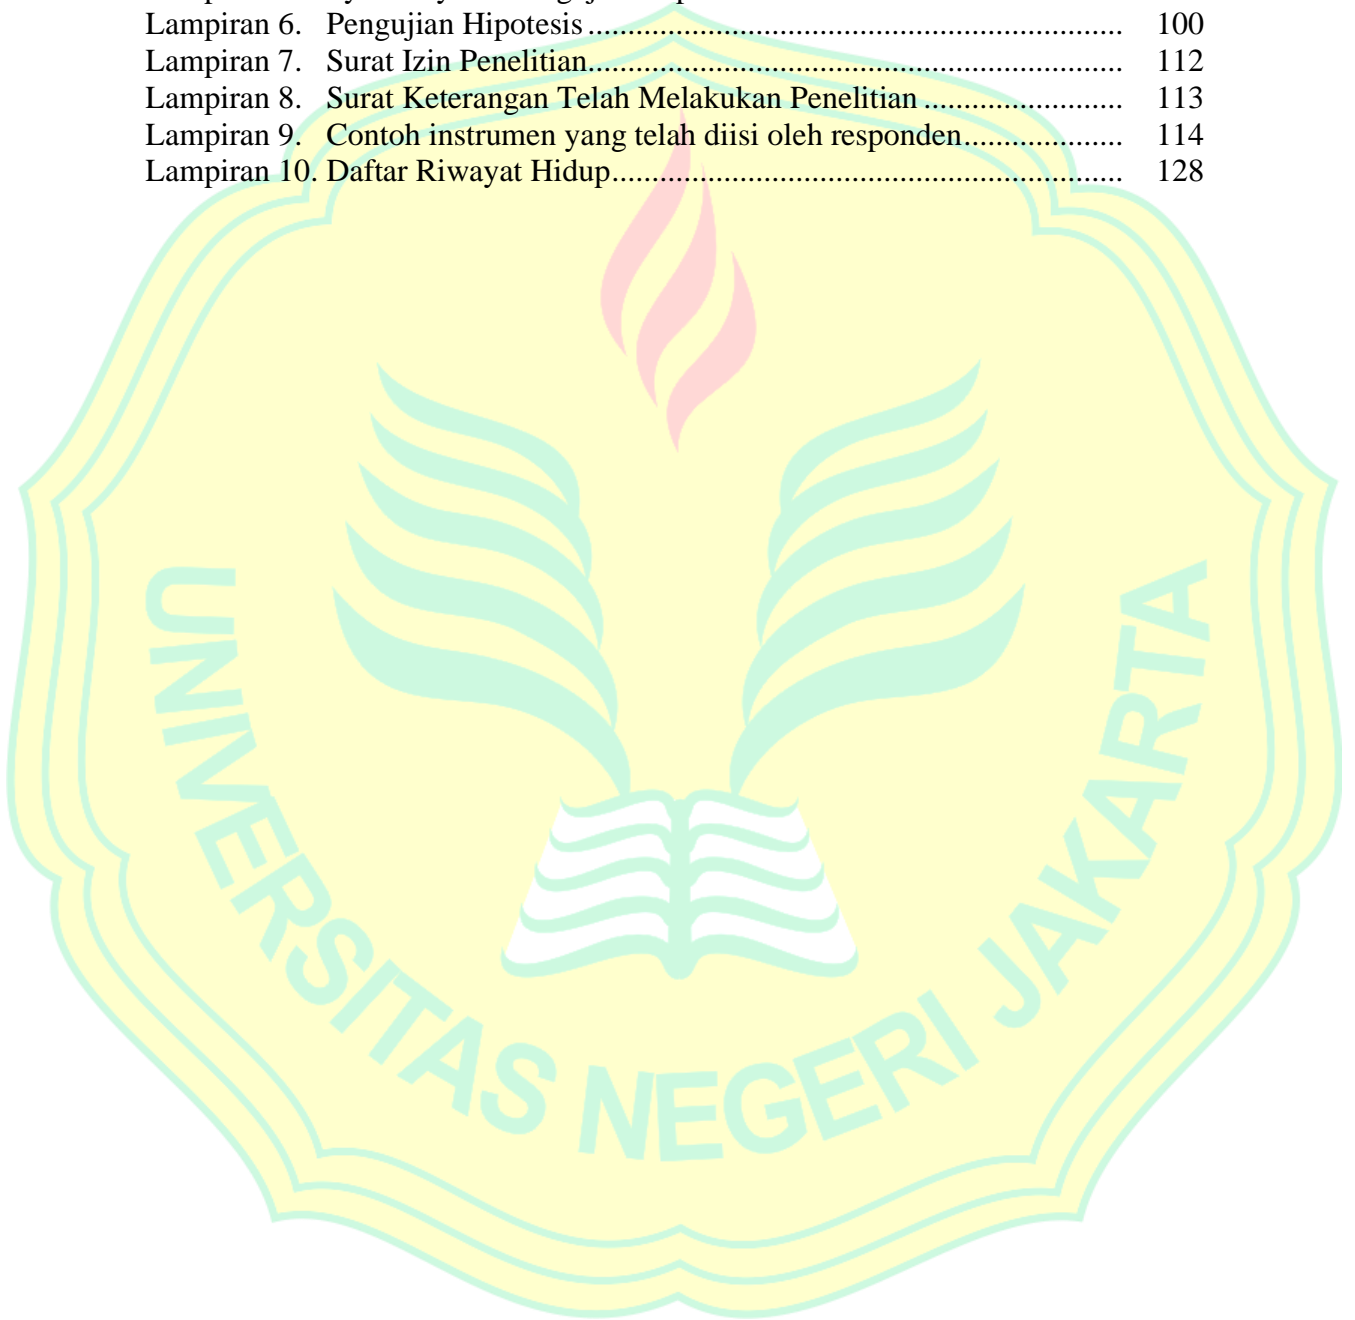 Lampiran 6. Pengujian Hipotesis ................................................................... 100
Lampiran 7. Surat Izin Penelitian................................................................... 112
Lampiran 8. Surat Keterangan Telah Melakukan Penelitian ......................... 113
Lampiran 9. Contoh instrumen yang telah diisi oleh responden.................... 114
Lampiran 10. Daftar Riwayat Hidup................................................................ 128
UNIVERSITAS NEGERI JAKARTA